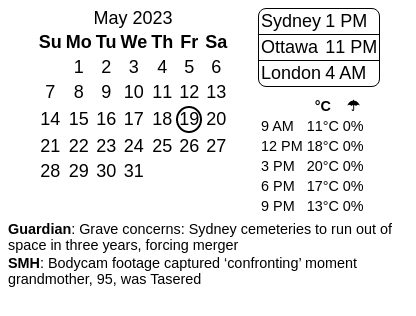 May 2023
Su Mo Tu We Th Fr Sa
1 2 3 4 5 6
7 8 9 10 11 12 13
14 15 16 17 18 19 20
21 22 23 24 25 26 27
28 29 30 31
Sydney 1 PM
Ottawa 11 PM
London 4 AM
°C ☂
9 AM 11°C 0%
12 PM 18°C 0%
3 PM 20°C 0%
6 PM 17°C 0%
9 PM 13°C 0%
Guardian: Grave concerns: Sydney cemeteries to run out of
space in three years, forcing merger
SMH: Bodycam footage captured ‘confronting’ moment
grandmother, 95, was Tasered